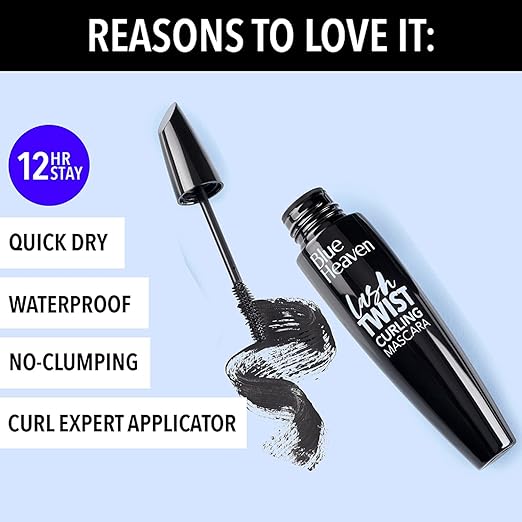 REASONS TO LOVE IT:
12 HR
STAY
QUICK DRY
WATERPROOF
NO-CLUMPING
CURL EXPERT APPLICATOR
Blue
Heaven
lash
TWIST
CURLING
MASCARA